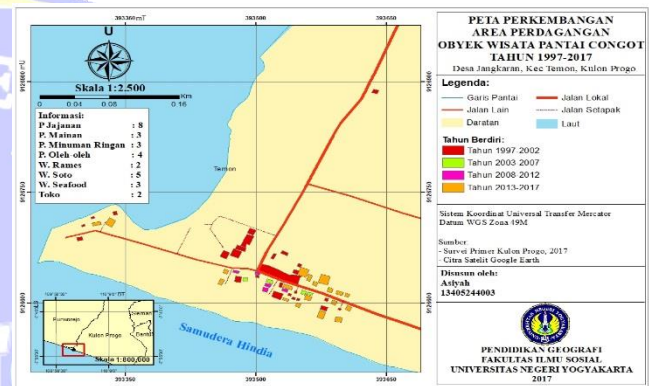 PETA PERKEMBANGAN
AREA PERDAGANGAN
OBYEK WISATA PANTAI CONGOT
TAHUN 1997-2017
Desa Jangkaran, Kec Temon, Kulon Progo
Legenda:
Garis Pantai
Jalan Lokal
Jalan Lain
Jalan Setapak
Daratan
Laut
Tahun Berdiri:
Tahun 1997 2002
Tahun 2003 2007
Tahun 2008-2012
Tahun 2013-2017
Sistem Koordinat Universal Transfer Mercator
Datum WGS Zona 49M
Sumber
- Survei Primer Kulon Progo, 2017
- Citra Satelit Google Earth
Disusun oleh:
Asiyah
13405244003
PENDIDIKAN GEOGRAFI
FAKULTAS ILMU SOSIAL
UNIVERSITAS NEGERI YOGYAKARTA
2017
U
Skala 1:2,500
Km
0 0.04 0.08 0.16
Informasi:
P Jajanan : 8
P. Mainan : 3
P. Minuman Ringan : 3
P. Oleh-oleh : 4
W. Rames : 2
W. Soto : 5
W. Seafood : 3
Toko : 2
Temon
Samudera Hindia
Purworejo
Kulon Progo
Sleman
Skala 1:800,000